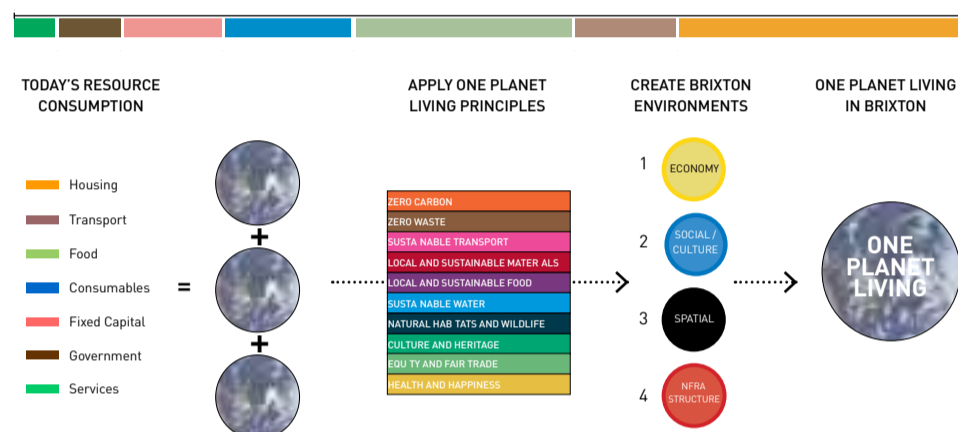 TODAY'S RESOURCE
CONSUMPTION
APPLY ONE PLANET
LIVING PRINCIPLES
CREATE BRIXTON
ENVIRONMENTS
ONE PLANET LIVING
IN BRIXTON
Housing
Transport
Food
Consumables
Fixed Capital
Government
Services
=
+
+
ZERO CARBON
ZERO WASTE
SUSTA NABLE TRANSPORT
LOCAL AND SUSTAINABLE MATER ALS
LOCAL AND SUSTAINABLE FOOD
SUSTA NABLE WATER
NATURAL HAB TATS AND WILDLIFE
CULTURE AND HERITAGE
EQU TY AND FAIR TRADE
HEALTH AND HAPPINESS
1
ECONOMY
2
SOCIAL /
CULTURE
3
SPATIAL
4
NFRA
STRUCTURE
ONE
PLANET
LIVING